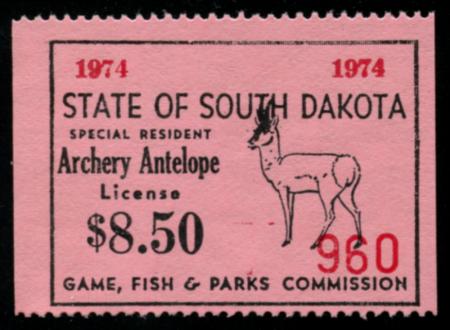 1974 1974
STATE OF SOUTH DAKOTA
SPECIAL RESIDENT
Archery Antelope
License
$8.50
960
GAME, FISH & PARKS COMMISSION